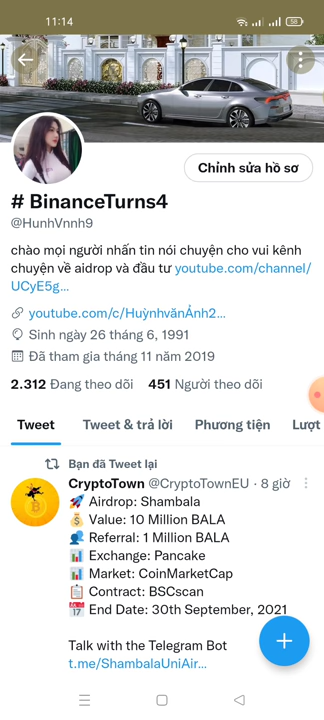 11:14
58
Chỉnh sửa hồ sơ
# BinanceTurns4
@HunhVnnh9
chào mọi người nhấn tin nói chuyện cho vui kênh
chuyện về aidrop và đầu tư youtube.com/channel/
UCyE5g...
youtube.com/c/HuỳnhvănẢnh2...
Sinh ngày 26 tháng 6, 1991
Đã tham gia tháng 11 năm 2019
2.312 Đang theo dõi 451 Người theo dõi
Tweet Tweet & trả lời Phương tiện Lượt
Bạn đã Tweet lại
CryptoTown @CryptoTownEU · 8 giờ
🚀 Airdrop: Shambala
💰 Value: 10 Million BALA
👥 Referral: 1 Million BALA
📊 Exchange: Pancake
📊 Market: CoinMarketCap
📋 Contract: BSCscan
📅 End Date: 30th September, 2021
Talk with the Telegram Bot
t.me/ShambalaUniAir...